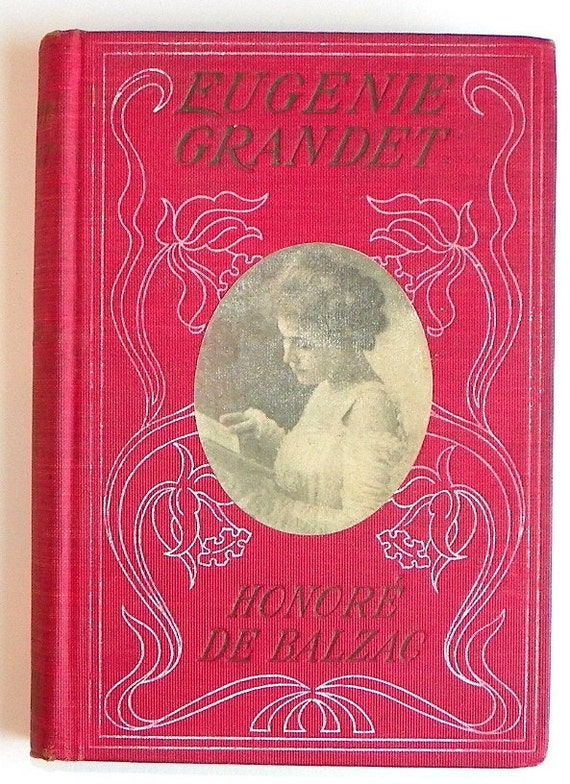 EUGENIE
GRANDET
HONORÉ
DE BALZAC